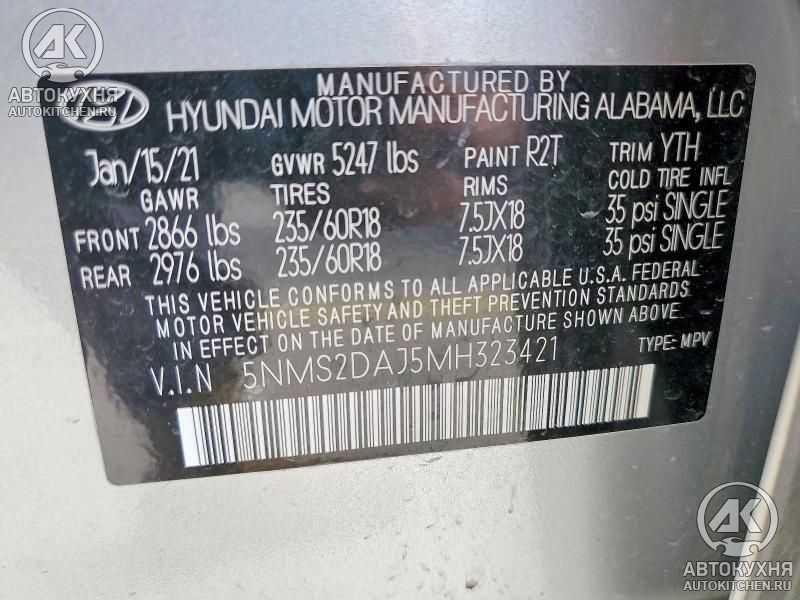 АВТОКУХНЯ
AUTOKITCHEN.RU
MANUFACTURED BY
HYUNDAI MOTOR MANUFACTURING ALABAMA, LLC
Jan/15/21 GVWR 5247 lbs PAINT R2T TRIM YTH
GAWR TIRES RIMS COLD TIRE INFL
FRONT 2866 lbs 235/60R18 7.5JX18 35 psi SINGLE
REAR 2976 lbs 235/60R18 7.5JX18 35 psi SINGLE
THIS VEHICLE CONFORMS TO ALL APPLICABLE U.S.A. FEDERAL
MOTOR VEHICLE SAFETY AND THEFT PREVENTION STANDARDS
IN EFFECT ON THE DATE OF MANUFACTURE SHOWN ABOVE.
V.I.N 5NMS2DAJ5MH323421 TYPE: MPV
АВТОКУХНЯ
AUTOKITCHEN.RU